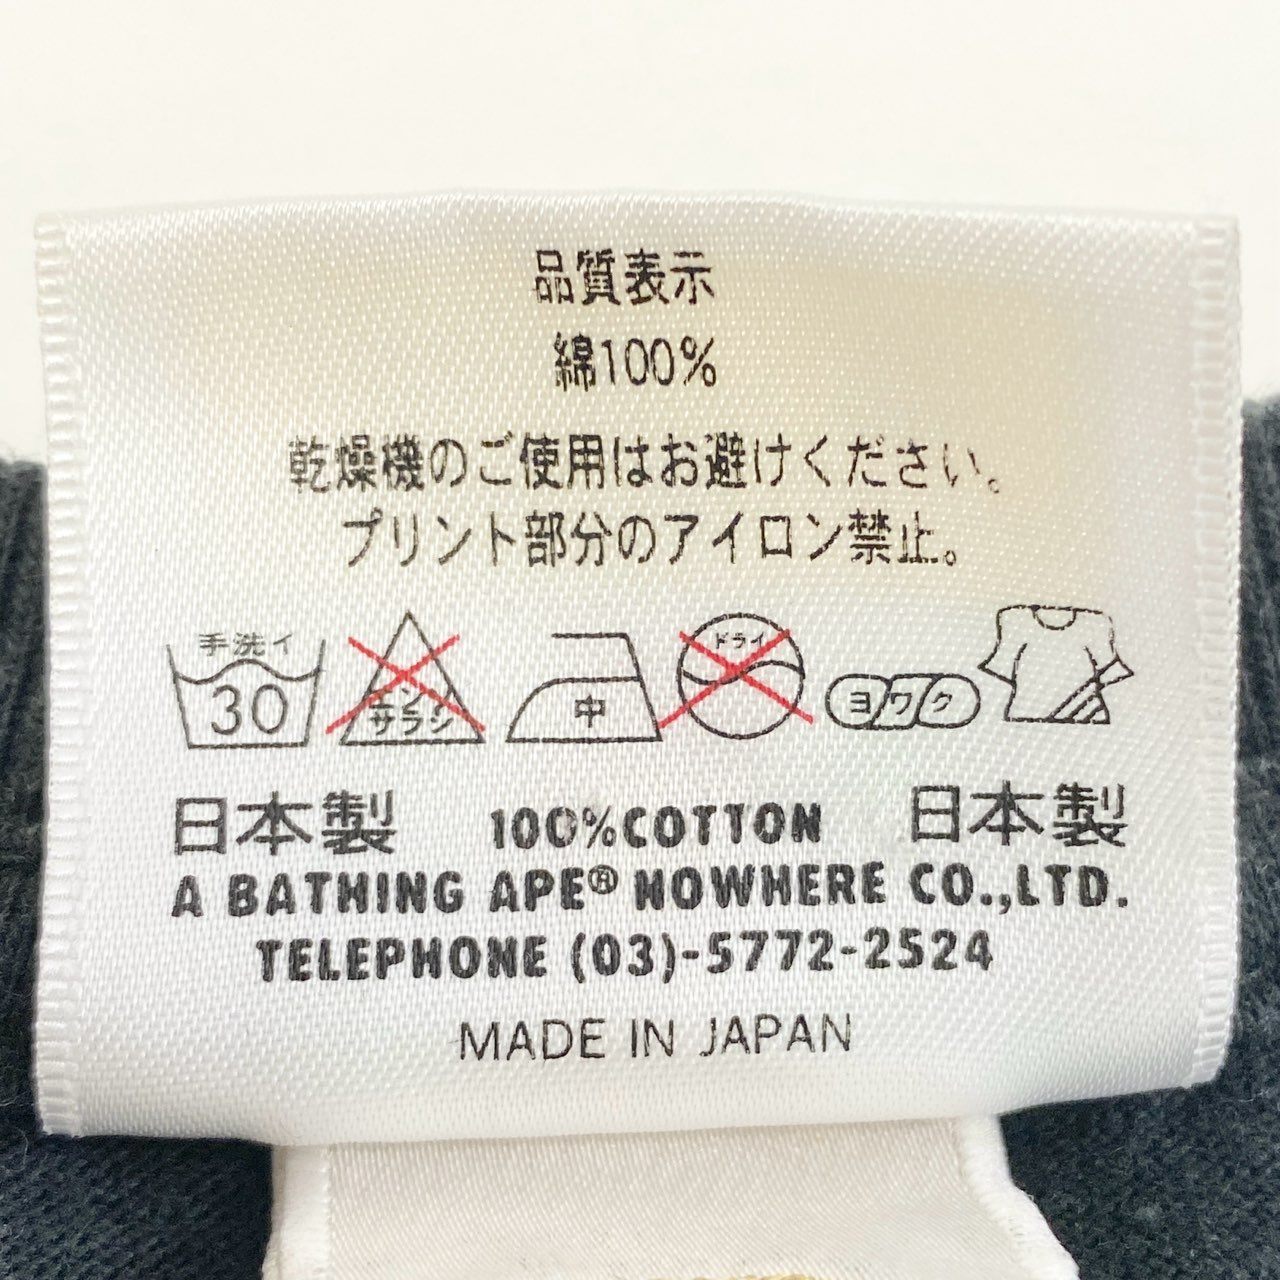 品質表示
綿100%
乾燥機のご使用はお避けください。
プリント部分のアイロン禁止。
手洗イ 30 エンソ サラシ 中 ドライ ヨワク
日本製 100%COTTON 日本製
A BATHING APE® NOWHERE CO.,LTD.
TELEPHONE (03)-5772-2524
MADE IN JAPAN